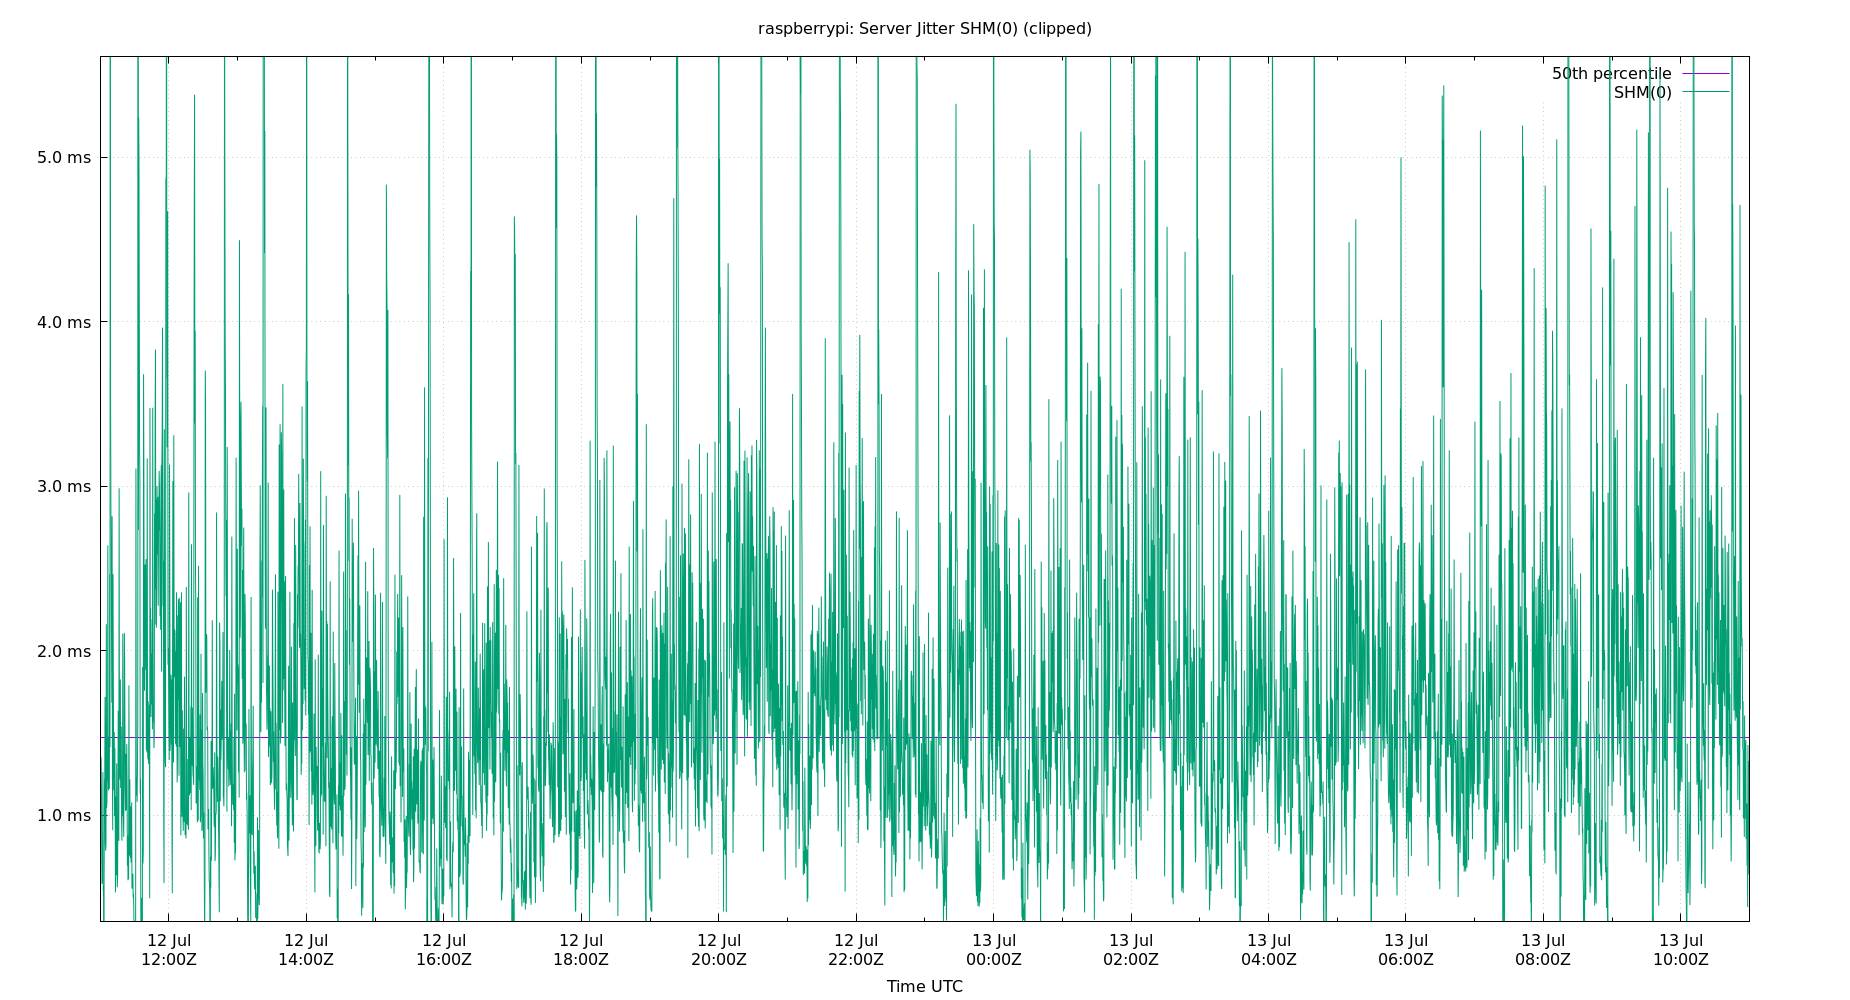 raspberrypi: Server Jitter SHM(0) (clipped)
50th percentile
SHM(0)
5.0 ms
4.0 ms
3.0 ms
2.0 ms
1.0 ms
12 Jul 12 Jul 12 Jul 12 Jul 12 Jul 12 Jul 13 Jul 13 Jul 13 Jul 13 Jul 13 Jul 13 Jul
12:00Z 14:00Z 16:00Z 18:00Z 20:00Z 22:00Z 00:00Z 02:00Z 04:00Z 06:00Z 08:00Z 10:00Z
Time UTC